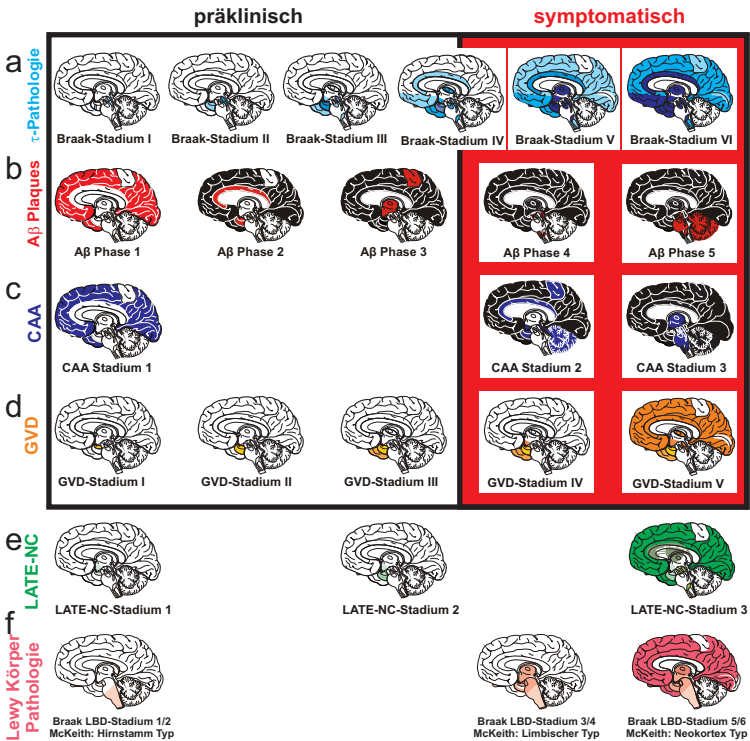 präklinisch
symptomatisch
a
τ-Pathologie
Braak-Stadium I
Braak-Stadium II
Braak-Stadium III
Braak-Stadium IV
Braak-Stadium V
Braak-Stadium VI
b
Aβ Plaques
Aβ Phase 1
Aβ Phase 2
Aβ Phase 3
Aβ Phase 4
Aβ Phase 5
c
CAA
CAA Stadium 1
CAA Stadium 2
CAA Stadium 3
d
GVD
GVD-Stadium I
GVD-Stadium II
GVD-Stadium III
GVD-Stadium IV
GVD-Stadium V
e
LATE-NC
LATE-NC-Stadium 1
LATE-NC-Stadium 2
LATE-NC-Stadium 3
f
Lewy Körper
Pathologie
Braak LBD-Stadium 1/2
McKeith: Hirnstamm Typ
Braak LBD-Stadium 3/4
McKeith: Limbischer Typ
Braak LBD-Stadium 5/6
McKeith: Neokortex Typ